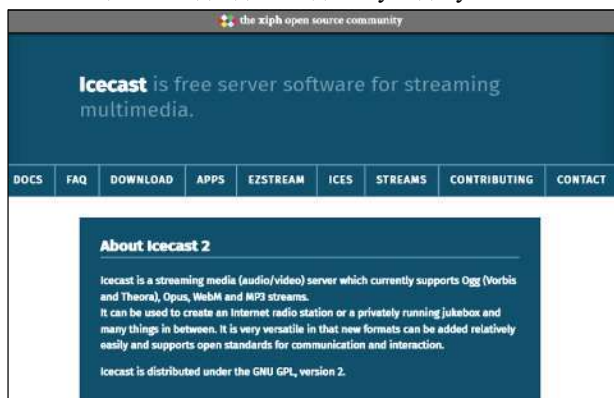 the xiph open source community
Icecast is free server software for streaming
multimedia.
DOCS FAQ DOWNLOAD APPS EZSTREAM ICES STREAMS CONTRIBUTING CONTACT
About Icecast 2
Icecast is a streaming media (audio/video) server which currently supports Ogg (Vorbis
and Theora), Opus, WebM and MP3 streams.
It can be used to create an Internet radio station or a privately running jukebox and
many things in between. It is very versatile in that new formats can be added relatively
easily and supports open standards for communication and interaction.
Icecast is distributed under the GNU GPL, version 2.